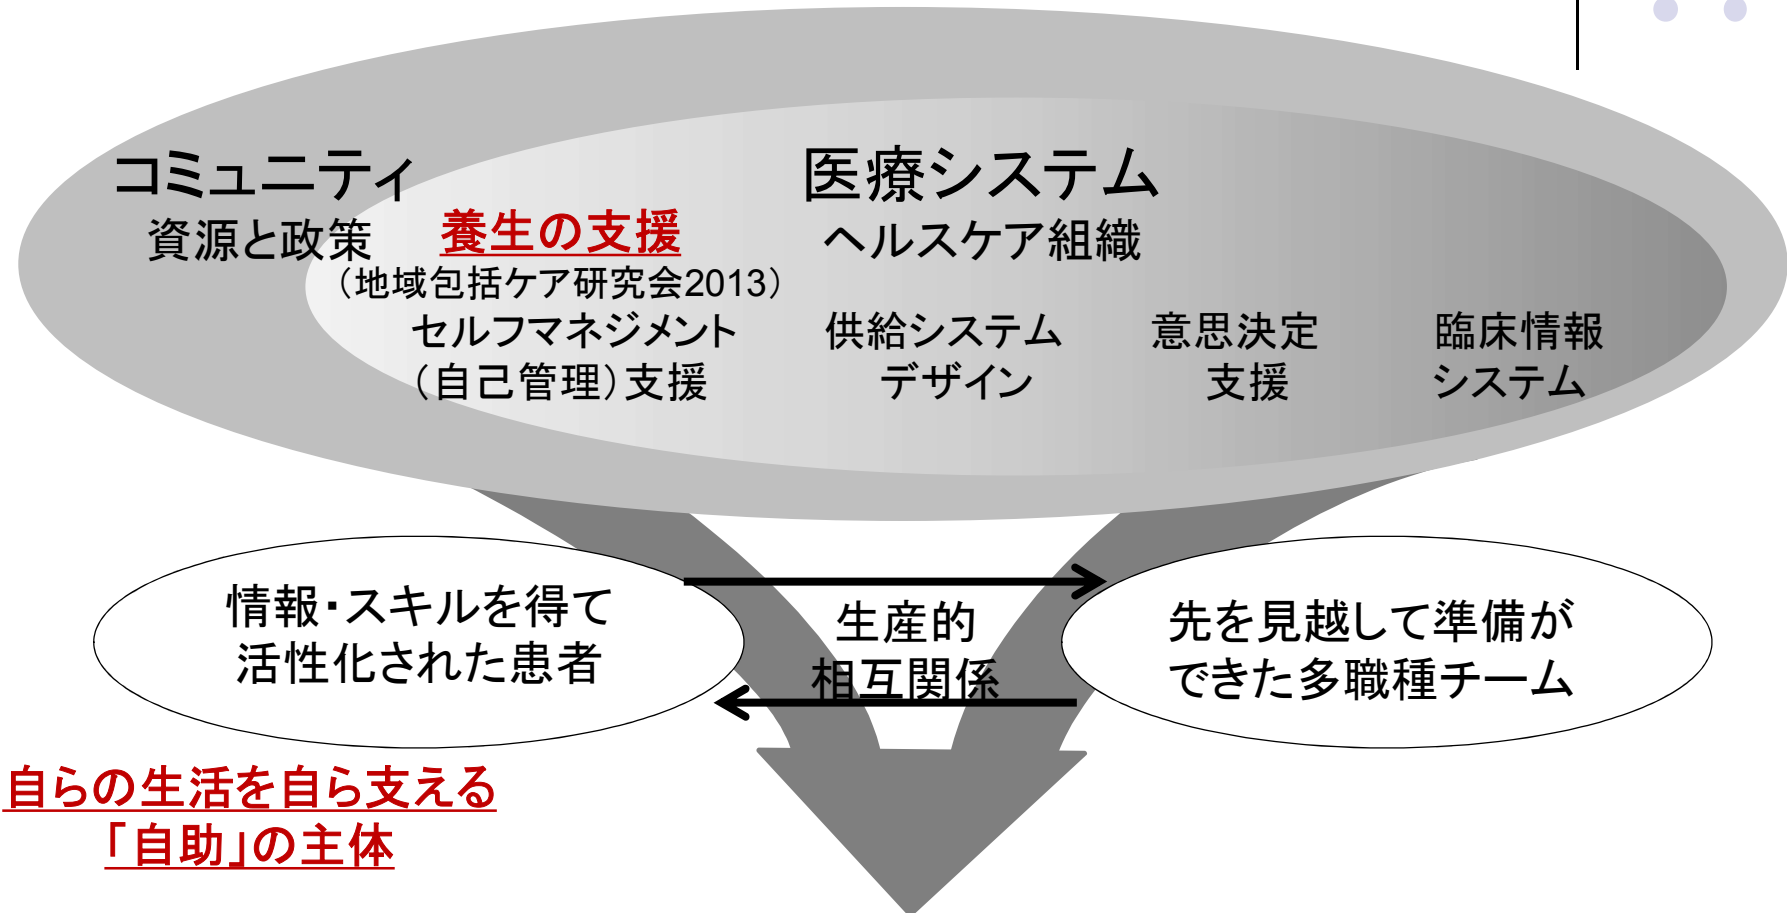 コミュニティ
資源と政策
養生の支援
（地域包括ケア研究会2013）
セルフマネジメント
（自己管理）支援
医療システム
ヘルスケア組織
供給システム
デザイン
意思決定
支援
臨床情報
システム
情報・スキルを得て
活性化された患者
生産的
相互関係
先を見越して準備が
できた多職種チーム
自らの生活を自ら支える
「自助」の主体